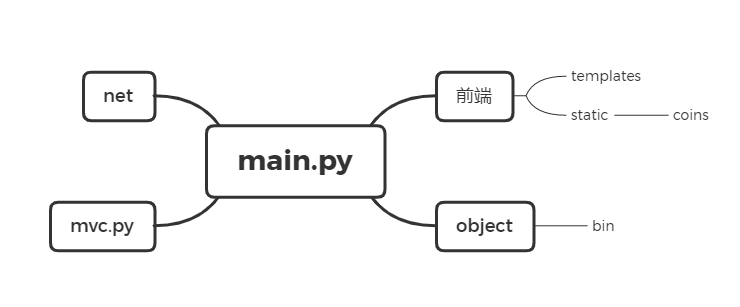 main.py
net
mvc.py
前端
templates
static
coins
object
bin